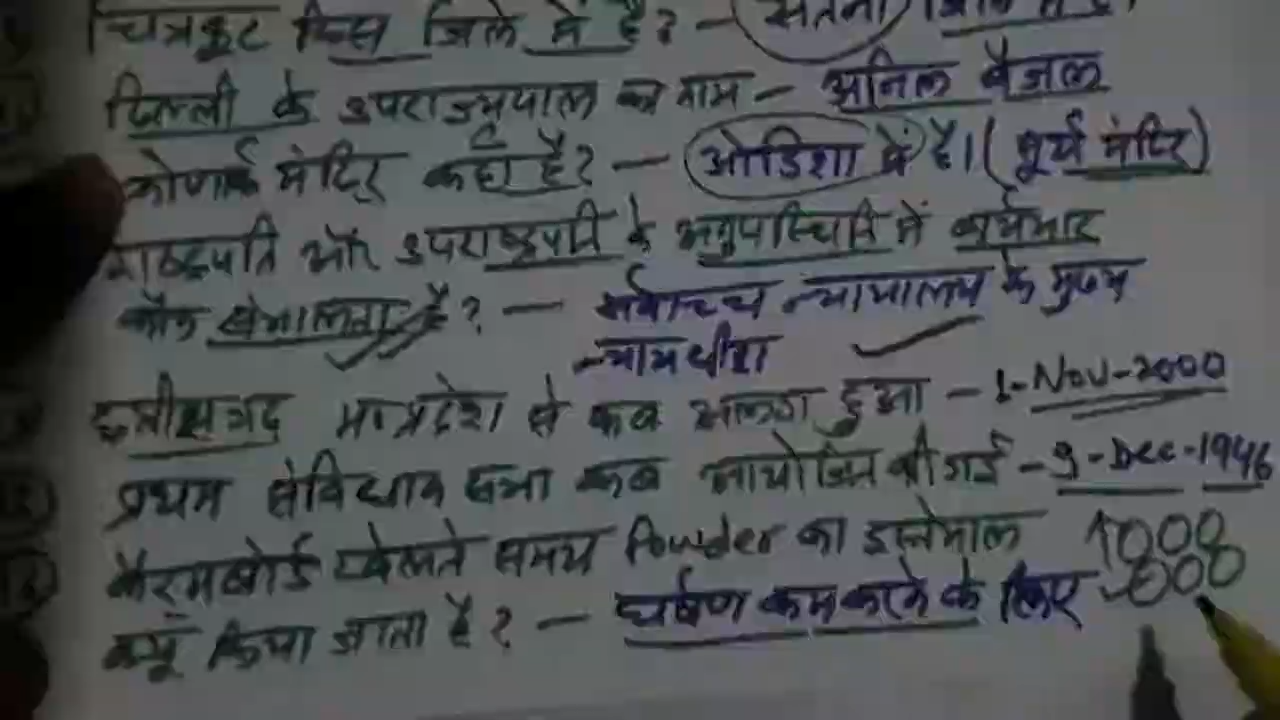 चित्रकूट किस जिले में है? - सतना जिले में है।
दिल्ली के उपराज्यपाल का नाम - अनिल बैजल
कोणार्क मंदिर कहाँ है? - ओडिशा में है। (सूर्य मंदिर)
राष्ट्रपति और उपराष्ट्रपति के अनुपस्थिति में कार्यभार
कौन संभालता है? - सर्वोच्च न्यायालय के मुख्य
न्यायधीश
छत्तीसगढ़ म०प्रदेश से कब अलग हुआ - 1-Nov-2000
प्रथम संविधान सभा कब आयोजित की गई - 9-Dec-1946
कैरमबोर्ड खेलते समय Powder का इस्तेमाल
क्यूं किया जाता है? - घर्षण कम करने के लिए